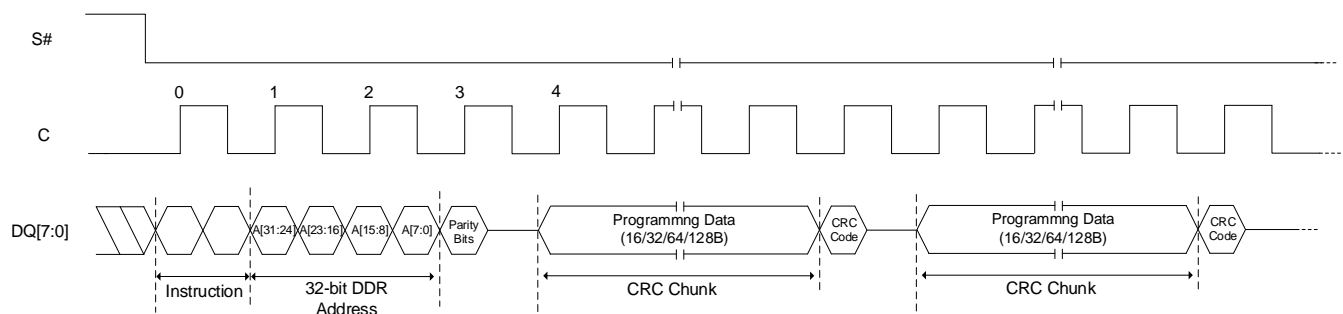 S#
0 1 2 3 4
C
DQ[7:0]
A[31:24] A[23:16] A[15:8] A[7:0]
Parity
Bits
Programmng Data
(16/32/64/128B)
CRC
Code
Programmng Data
(16/32/64/128B)
CRC
Code
Instruction
32-bit DDR
Address
CRC Chunk
CRC Chunk